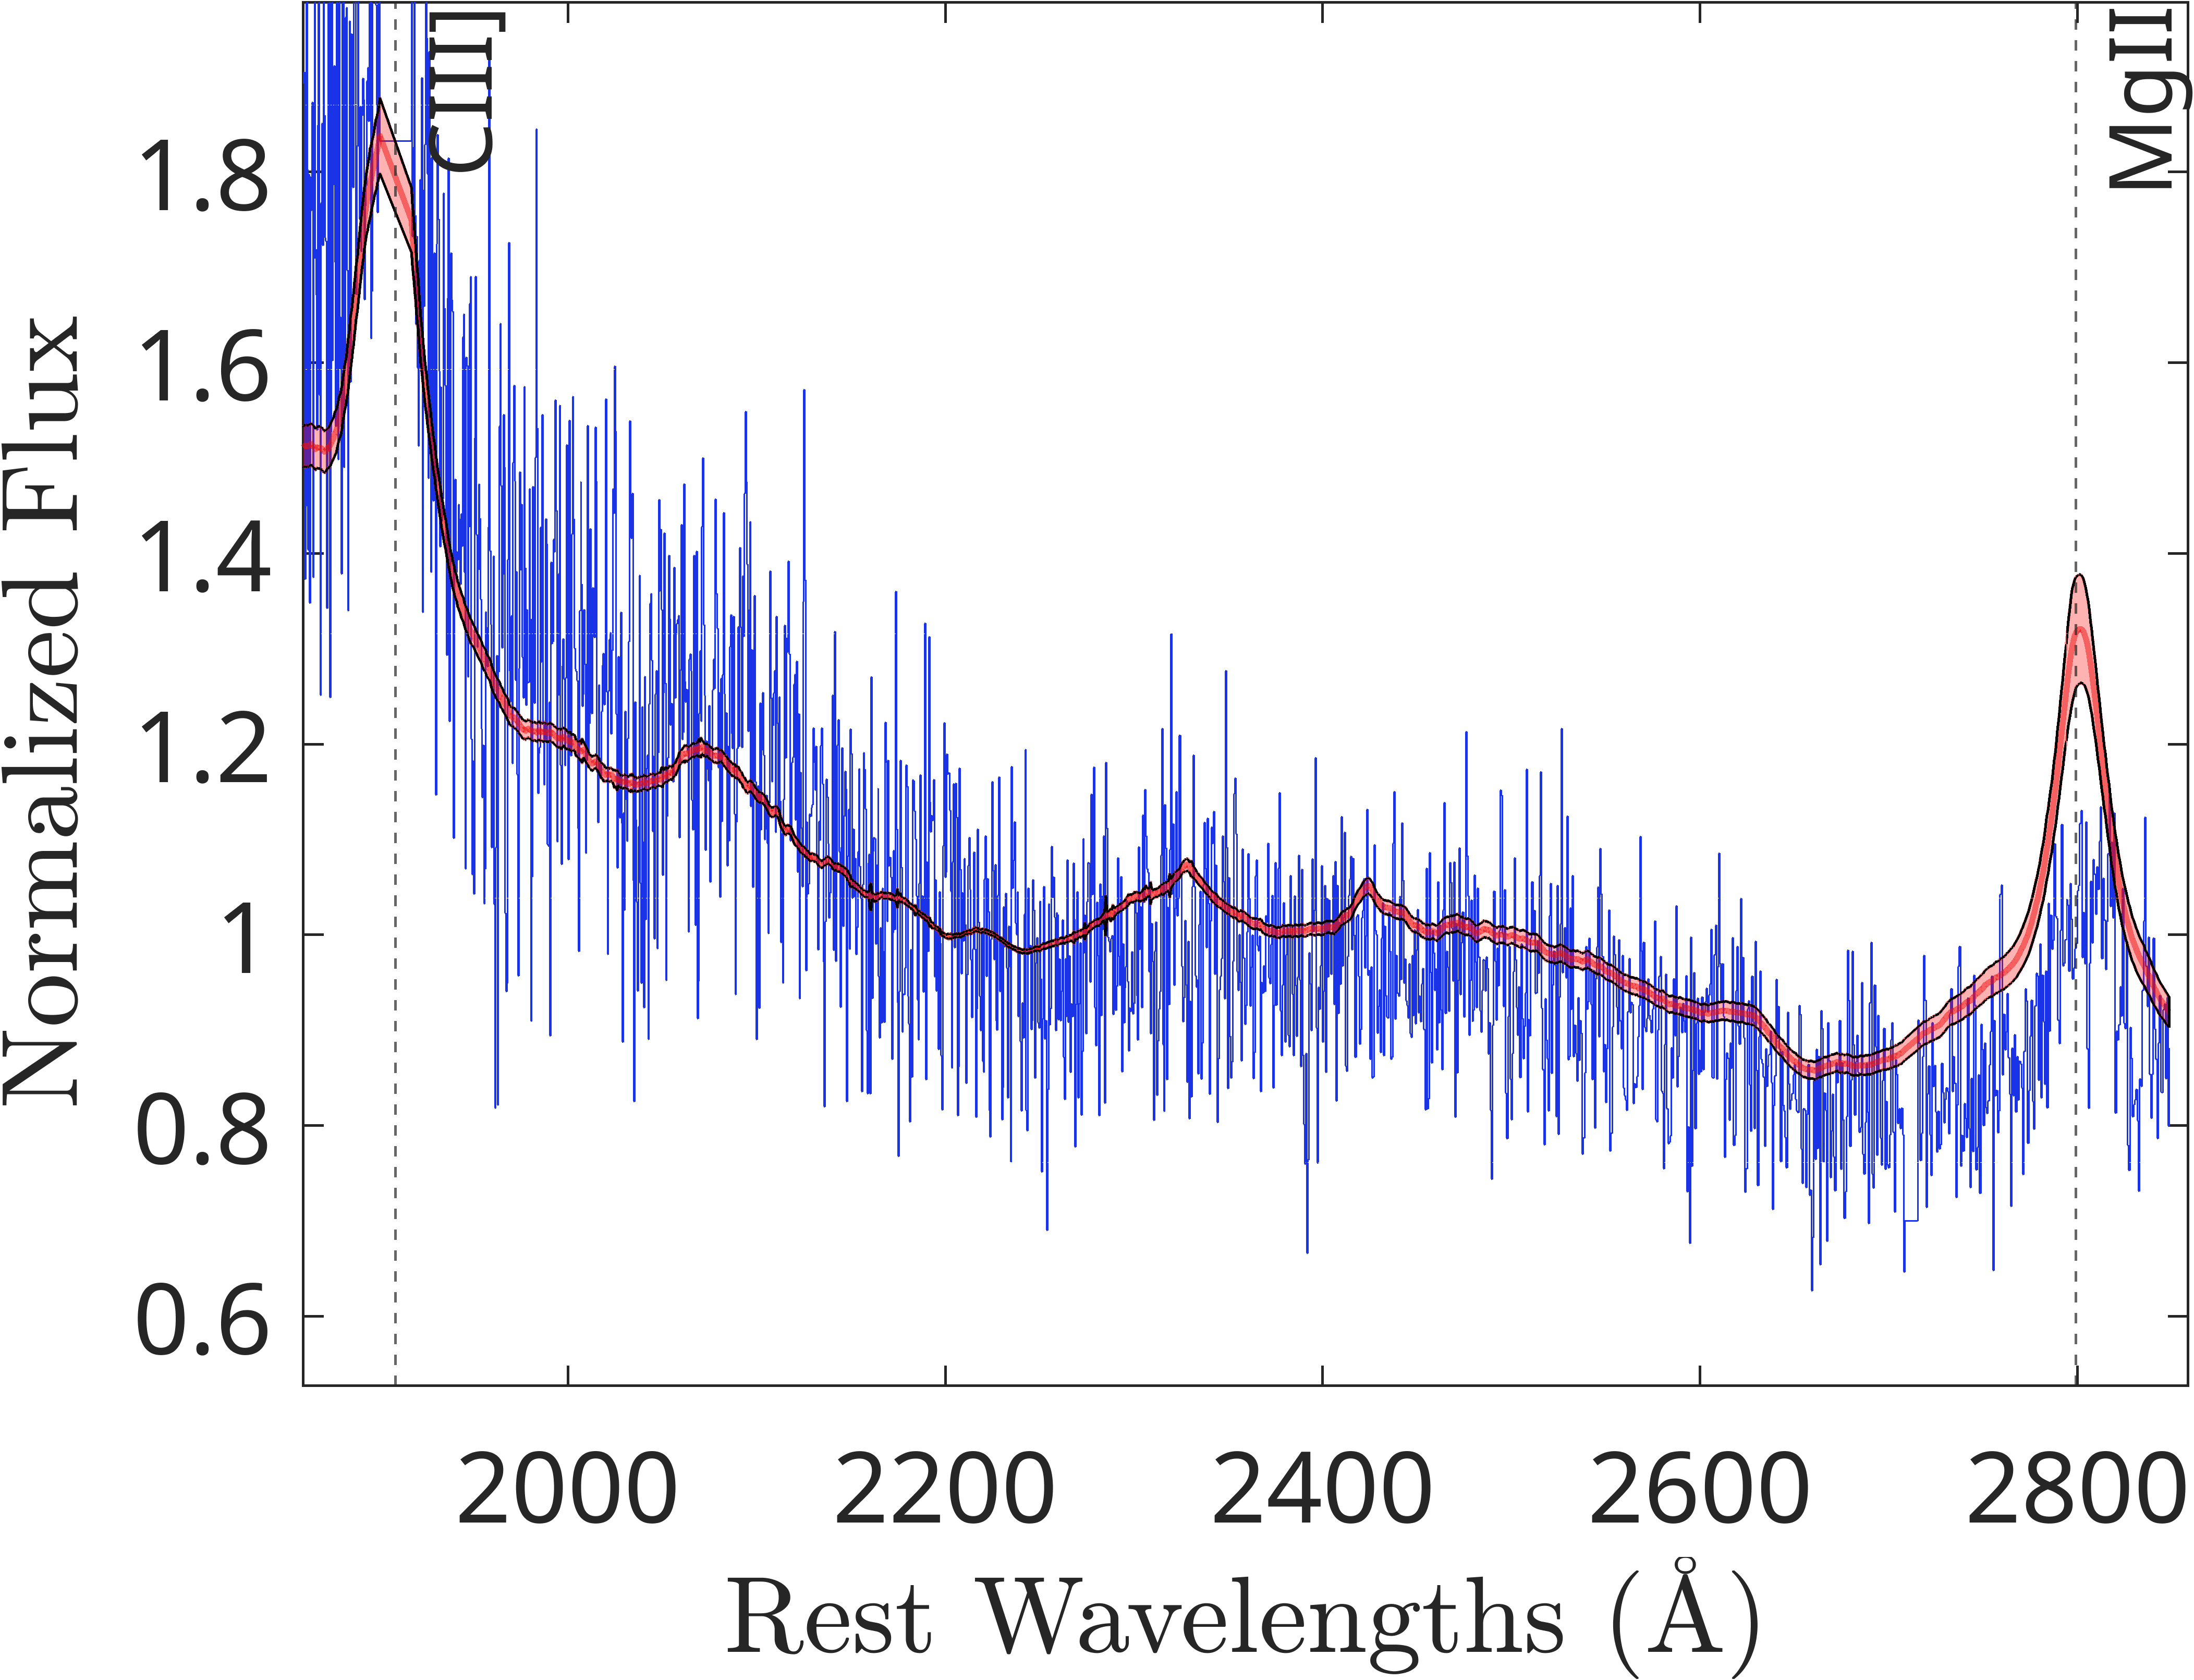 CIII]
MgII
1.8
1.6
1.4
1.2
1
0.8
0.6
Normalized Flux
2000 2200 2400 2600 2800
Rest Wavelengths (Å)